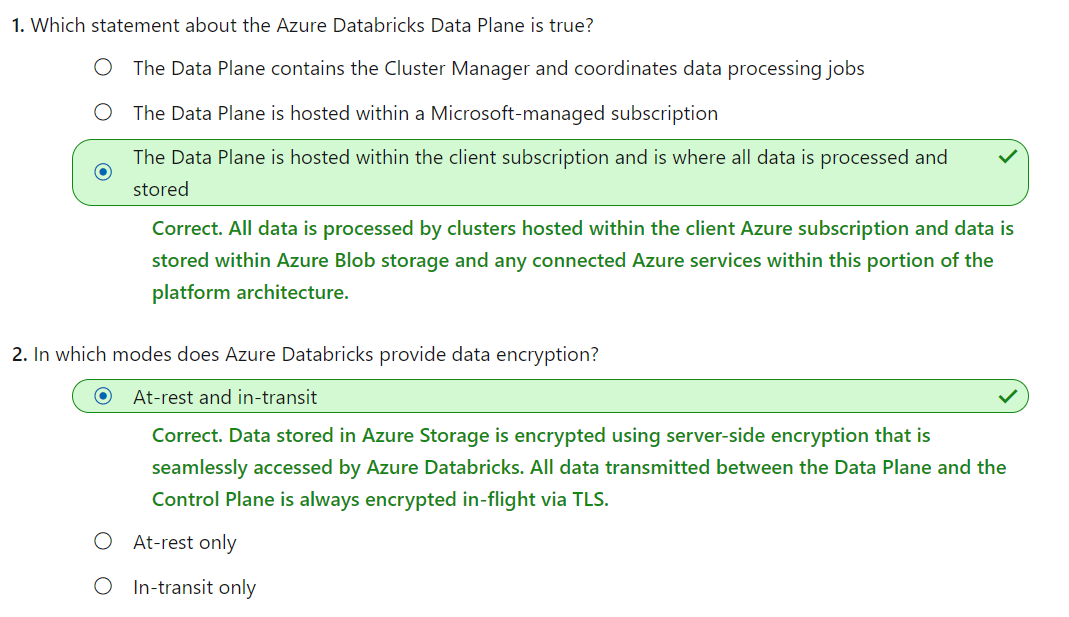 1. Which statement about the Azure Databricks Data Plane is true?
The Data Plane contains the Cluster Manager and coordinates data processing jobs
The Data Plane is hosted within a Microsoft-managed subscription
The Data Plane is hosted within the client subscription and is where all data is processed and
stored
Correct. All data is processed by clusters hosted within the client Azure subscription and data is
stored within Azure Blob storage and any connected Azure services within this portion of the
platform architecture.
2. In which modes does Azure Databricks provide data encryption?
At-rest and in-transit
Correct. Data stored in Azure Storage is encrypted using server-side encryption that is
seamlessly accessed by Azure Databricks. All data transmitted between the Data Plane and the
Control Plane is always encrypted in-flight via TLS.
At-rest only
In-transit only